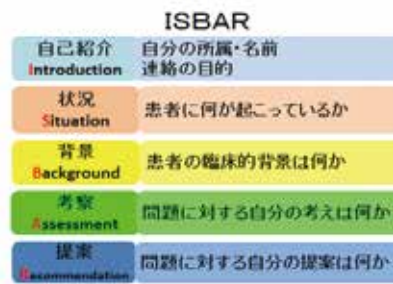 ISBAR
自己紹介
Introduction
自分の所属・名前
連絡の目的
状況
Situation
患者に何が起こっているか
背景
Background
患者の臨床的背景は何か
考察
Assessment
問題に対する自分の考えは何か
提案
Recommendation
問題に対する自分の提案は何か